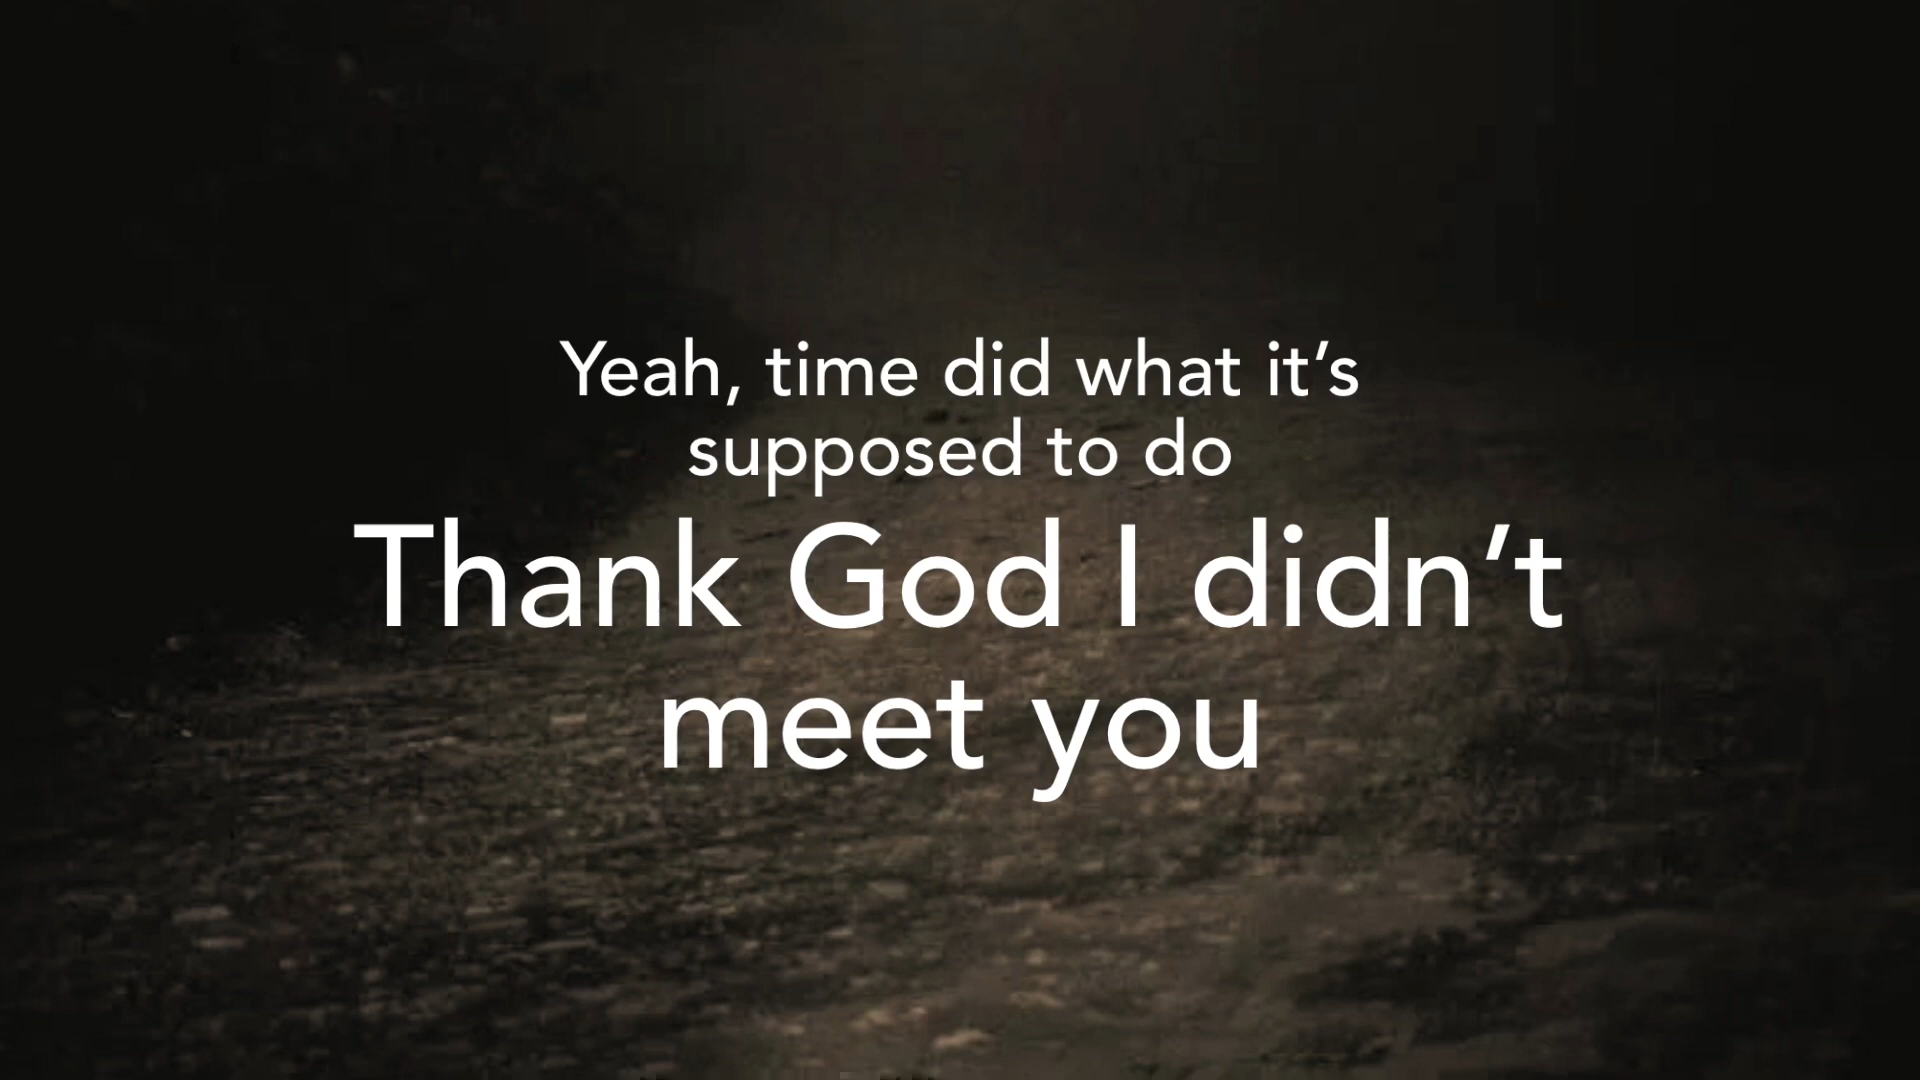 Yeah, time did what it’s
supposed to do
Thank God I didn’t
meet you